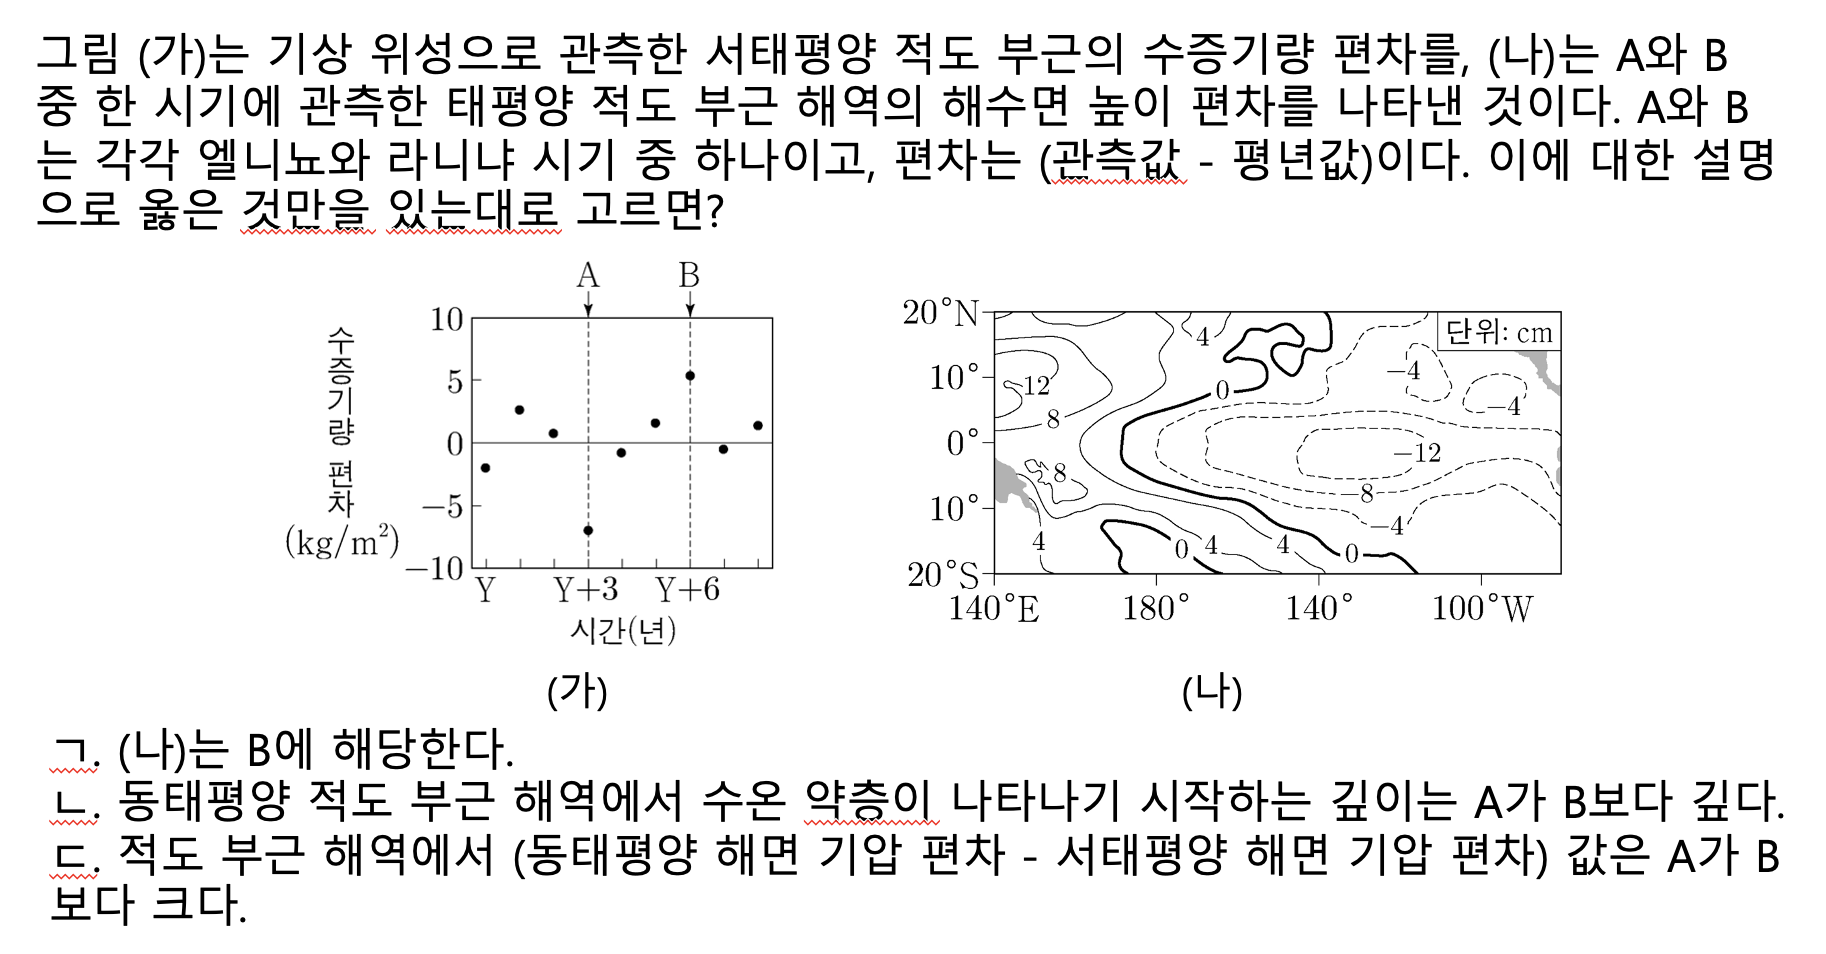 그림 (가)는 기상 위성으로 관측한 서태평양 적도 부근의 수증기량 편차를, (나)는 A와 B
중 한 시기에 관측한 태평양 적도 부근 해역의 해수면 높이 편차를 나타낸 것이다. A와 B
는 각각 엘니뇨와 라니냐 시기 중 하나이고, 편차는 (관측값 - 평년값)이다. 이에 대한 설명
으로 옳은 것만을 있는대로 고르면?
A B
수증기량 편차
(kg/m²)
10
5
0
−5
−10
Y Y+3 Y+6
시간(년)
(가)
단위: cm
20°N
10°
0°
10°
20°S
4
−4
12
0
−4
8
−12
8
−8
−4
4
0
4
4
0
140°E 180° 140° 100°W
(나)
ㄱ. (나)는 B에 해당한다.
ㄴ. 동태평양 적도 부근 해역에서 수온 약층이 나타나기 시작하는 깊이는 A가 B보다 깊다.
ㄷ. 적도 부근 해역에서 (동태평양 해면 기압 편차 - 서태평양 해면 기압 편차) 값은 A가 B
보다 크다.